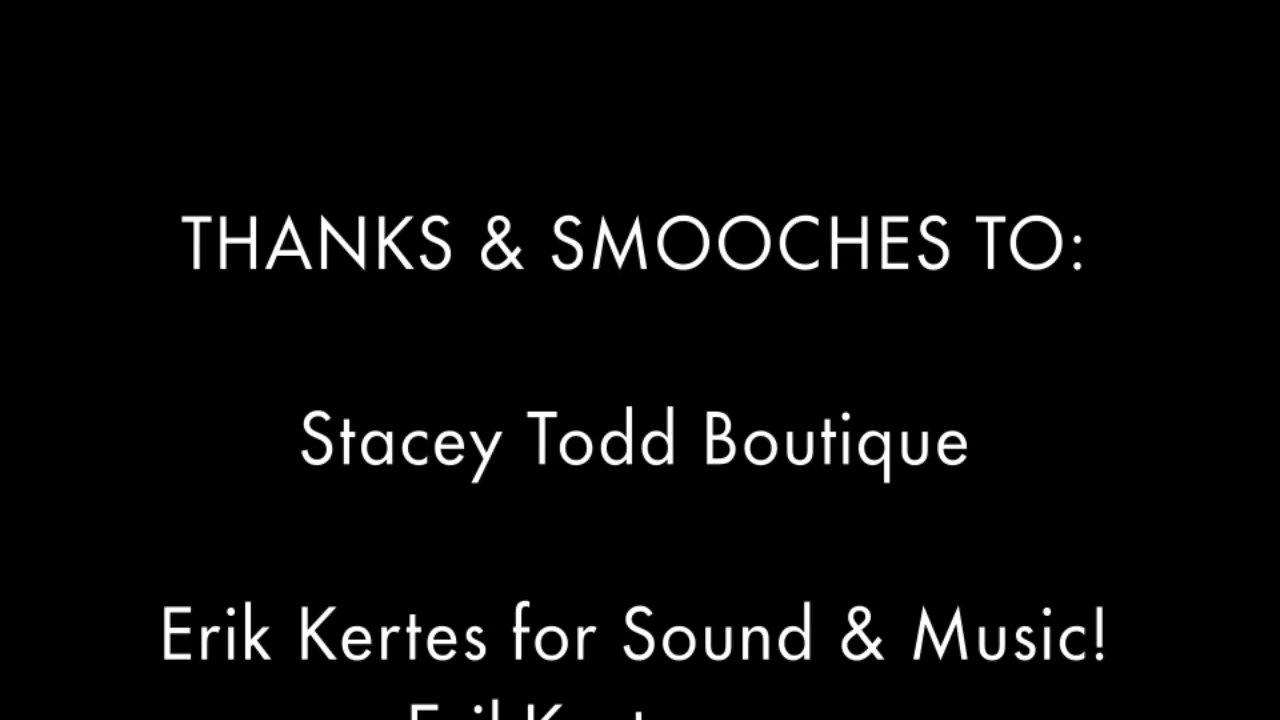 THANKS & SMOOCHES TO:
Stacey Todd Boutique
Erik Kertes for Sound & Music!